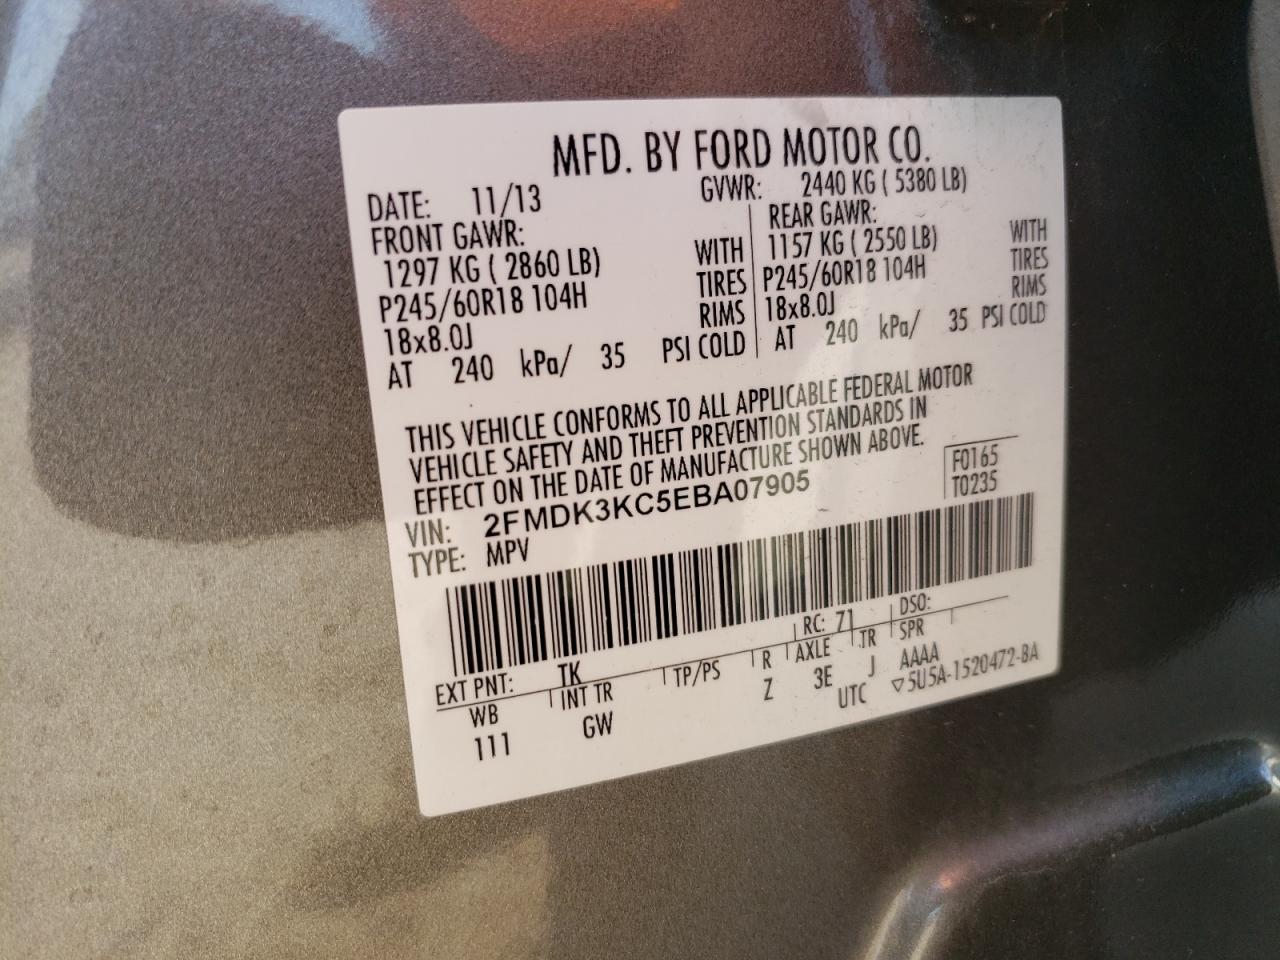 MFD. BY FORD MOTOR CO.
DATE: 11/13 GVWR: 2440 KG ( 5380 LB)
FRONT GAWR: REAR GAWR:
1297 KG ( 2860 LB) WITH 1157 KG ( 2550 LB) WITH
P245/60R18 104H TIRES P245/60R18 104H TIRES
18x8.0J RIMS 18x8.0J RIMS
AT 240 kPa/ 35 PSI COLD AT 240 kPa/ 35 PSI COLD
THIS VEHICLE CONFORMS TO ALL APPLICABLE FEDERAL MOTOR
VEHICLE SAFETY AND THEFT PREVENTION STANDARDS IN
EFFECT ON THE DATE OF MANUFACTURE SHOWN ABOVE.
VIN: 2FMDK3KC5EBA07905
F0165
T0235
TYPE: MPV
EXT PNT: TK RC: 71 DSO:
WB INT TR TP/PS R AXLE TR SPR
111 GW Z 3E J AAAA
UTC ▽5U5A-1520472-BA